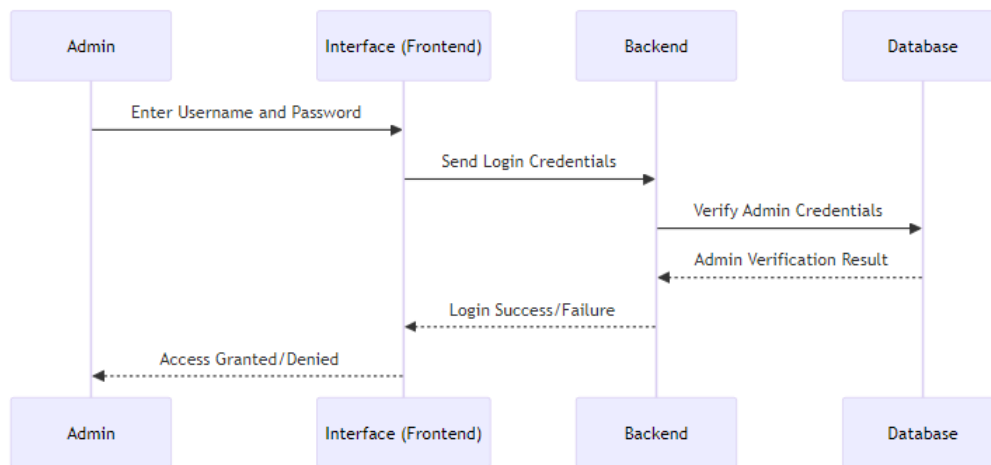 Admin
Interface (Frontend)
Backend
Database
Enter Username and Password
Send Login Credentials
Verify Admin Credentials
Admin Verification Result
Login Success/Failure
Access Granted/Denied
Admin
Interface (Frontend)
Backend
Database